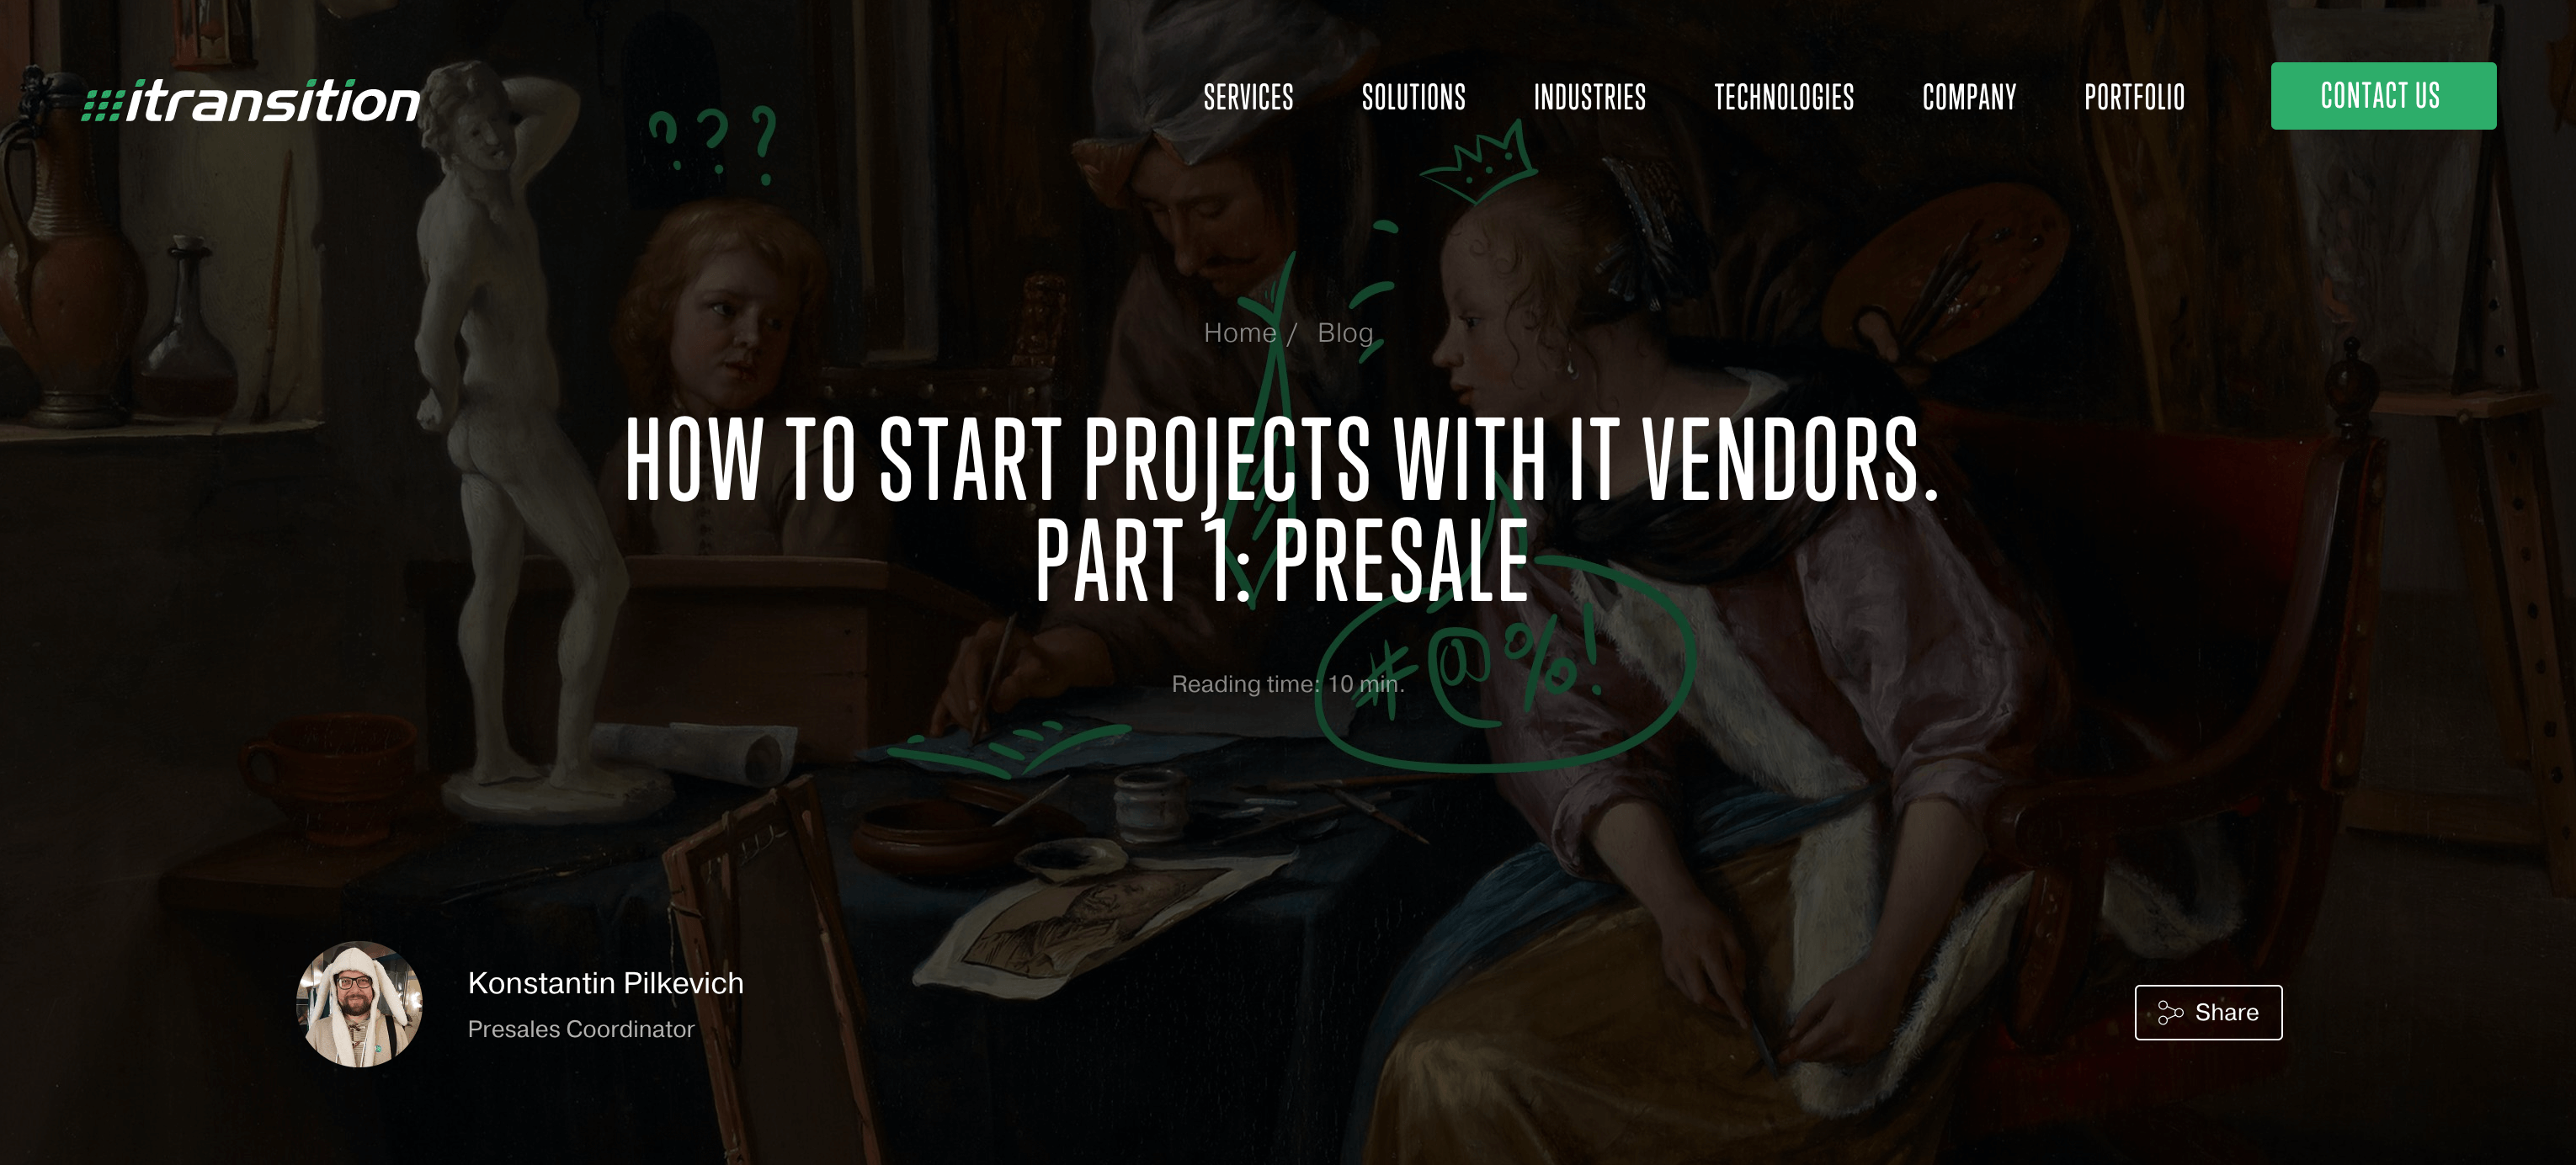 itransition
SERVICES SOLUTIONS INDUSTRIES TECHNOLOGIES COMPANY PORTFOLIO CONTACT US
???
Home / Blog
HOW TO START PROJECTS WITH IT VENDORS.
PART 1: PRESALE
#@%!
Reading time: 10 min.
Konstantin Pilkevich
Presales Coordinator
Share